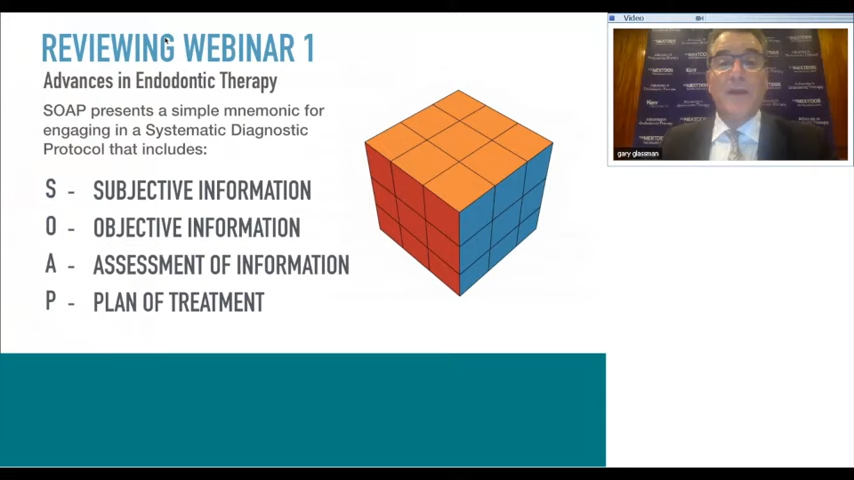 REVIEWING WEBINAR 1
Advances in Endodontic Therapy
SOAP presents a simple mnemonic for
engaging in a Systematic Diagnostic
Protocol that includes:
S - SUBJECTIVE INFORMATION
O - OBJECTIVE INFORMATION
A - ASSESSMENT OF INFORMATION
P - PLAN OF TREATMENT
Video
gary glassman